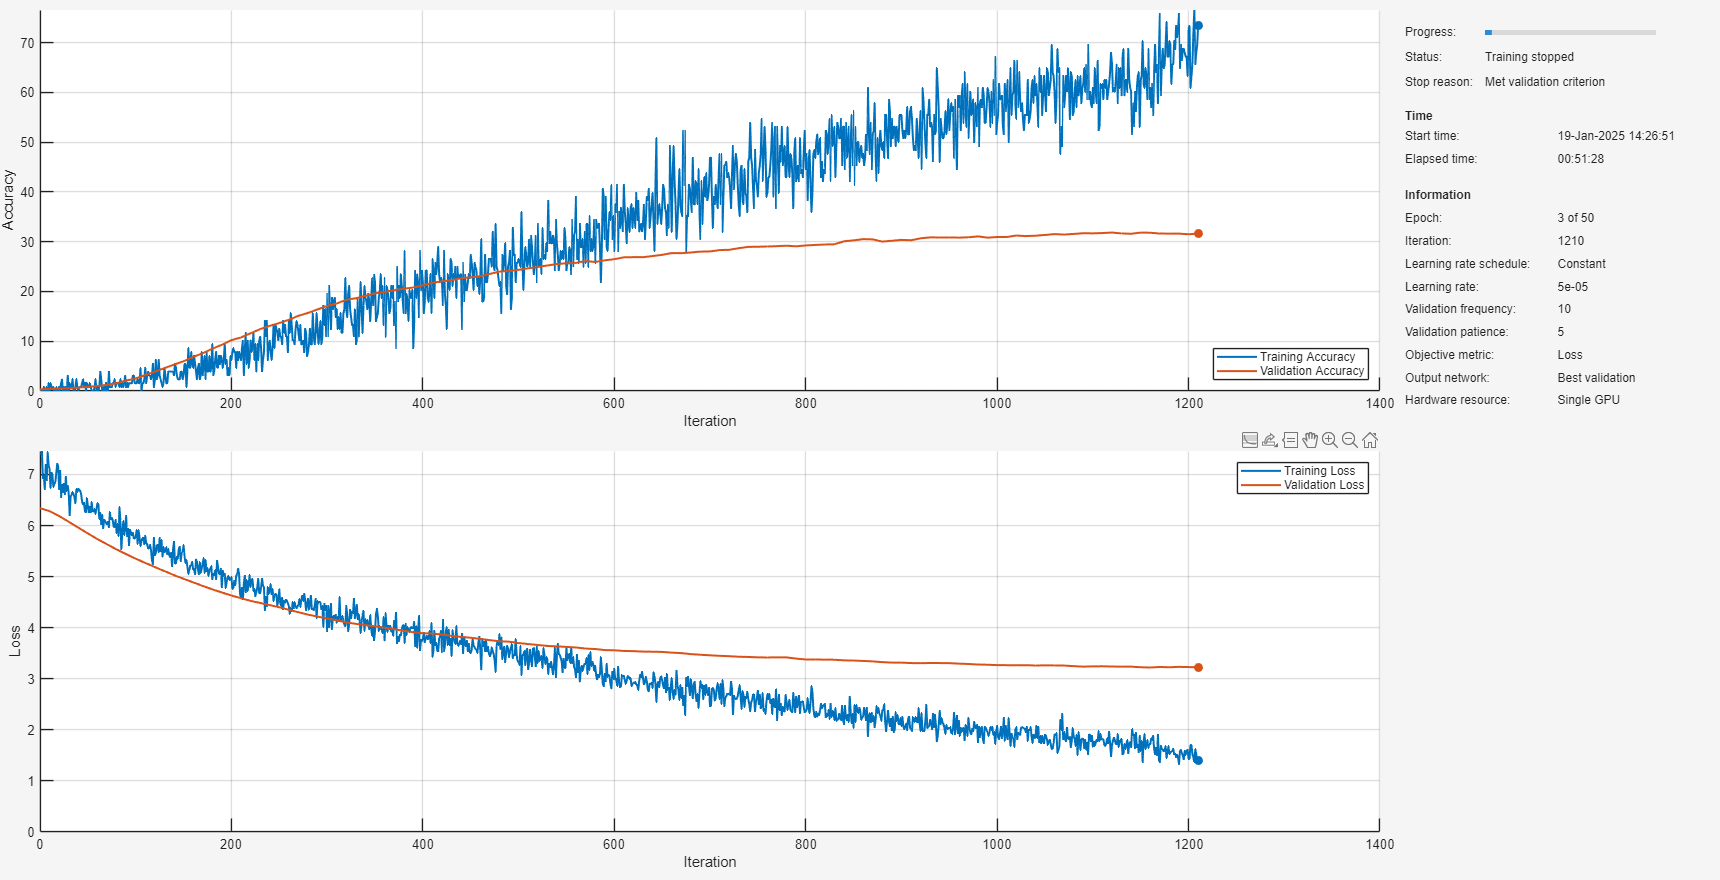 70
60
50
40
30
20
10
0
Accuracy
0 200 400 600 800 1000 1200 1400
Iteration
Training Accuracy
Validation Accuracy
Progress:
Status: Training stopped
Stop reason: Met validation criterion
Time
Start time: 19-Jan-2025 14:26:51
Elapsed time: 00:51:28
Information
Epoch: 3 of 50
Iteration: 1210
Learning rate schedule: Constant
Learning rate: 5e-05
Validation frequency: 10
Validation patience: 5
Objective metric: Loss
Output network: Best validation
Hardware resource: Single GPU
7
6
5
4
3
2
1
0
Loss
0 200 400 600 800 1000 1200 1400
Iteration
Training Loss
Validation Loss